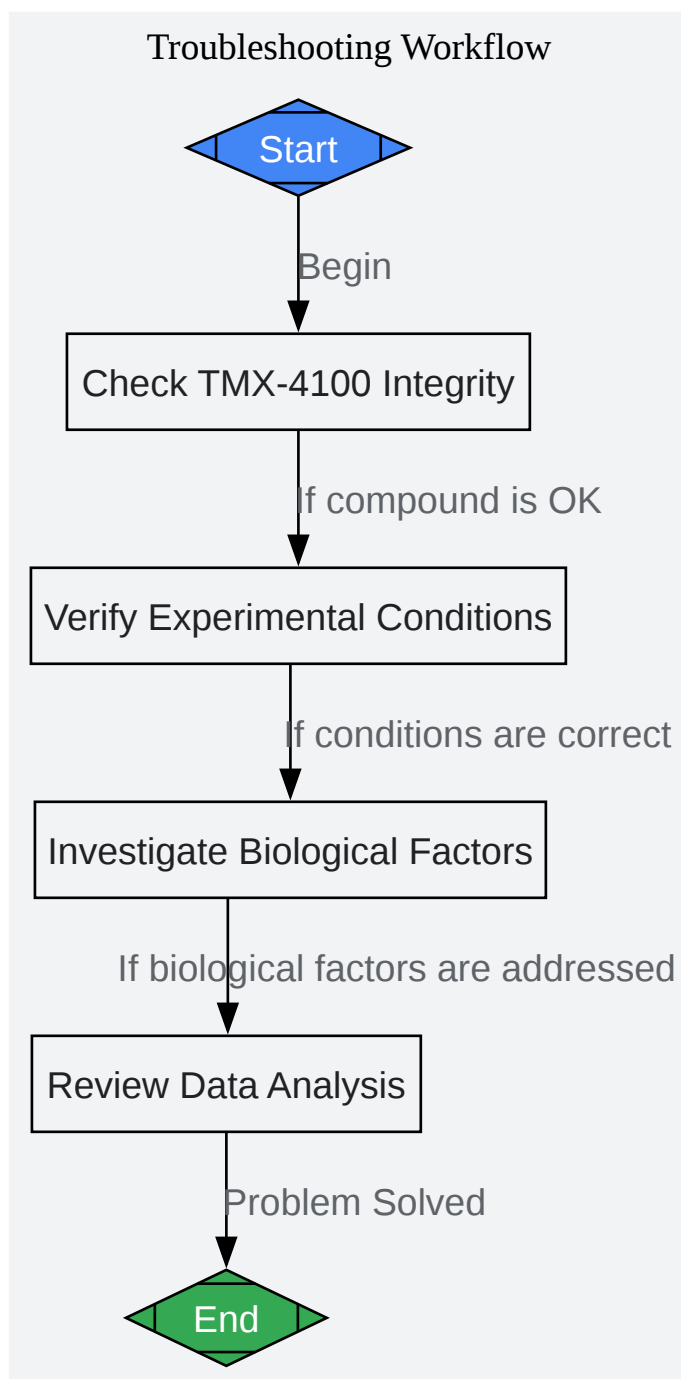 Troubleshooting Workflow
Start
Begin
Check TMX-4100 Integrity
If compound is OK
Verify Experimental Conditions
If conditions are correct
Investigate Biological Factors
If biological factors are addressed
Review Data Analysis
Problem Solved
End